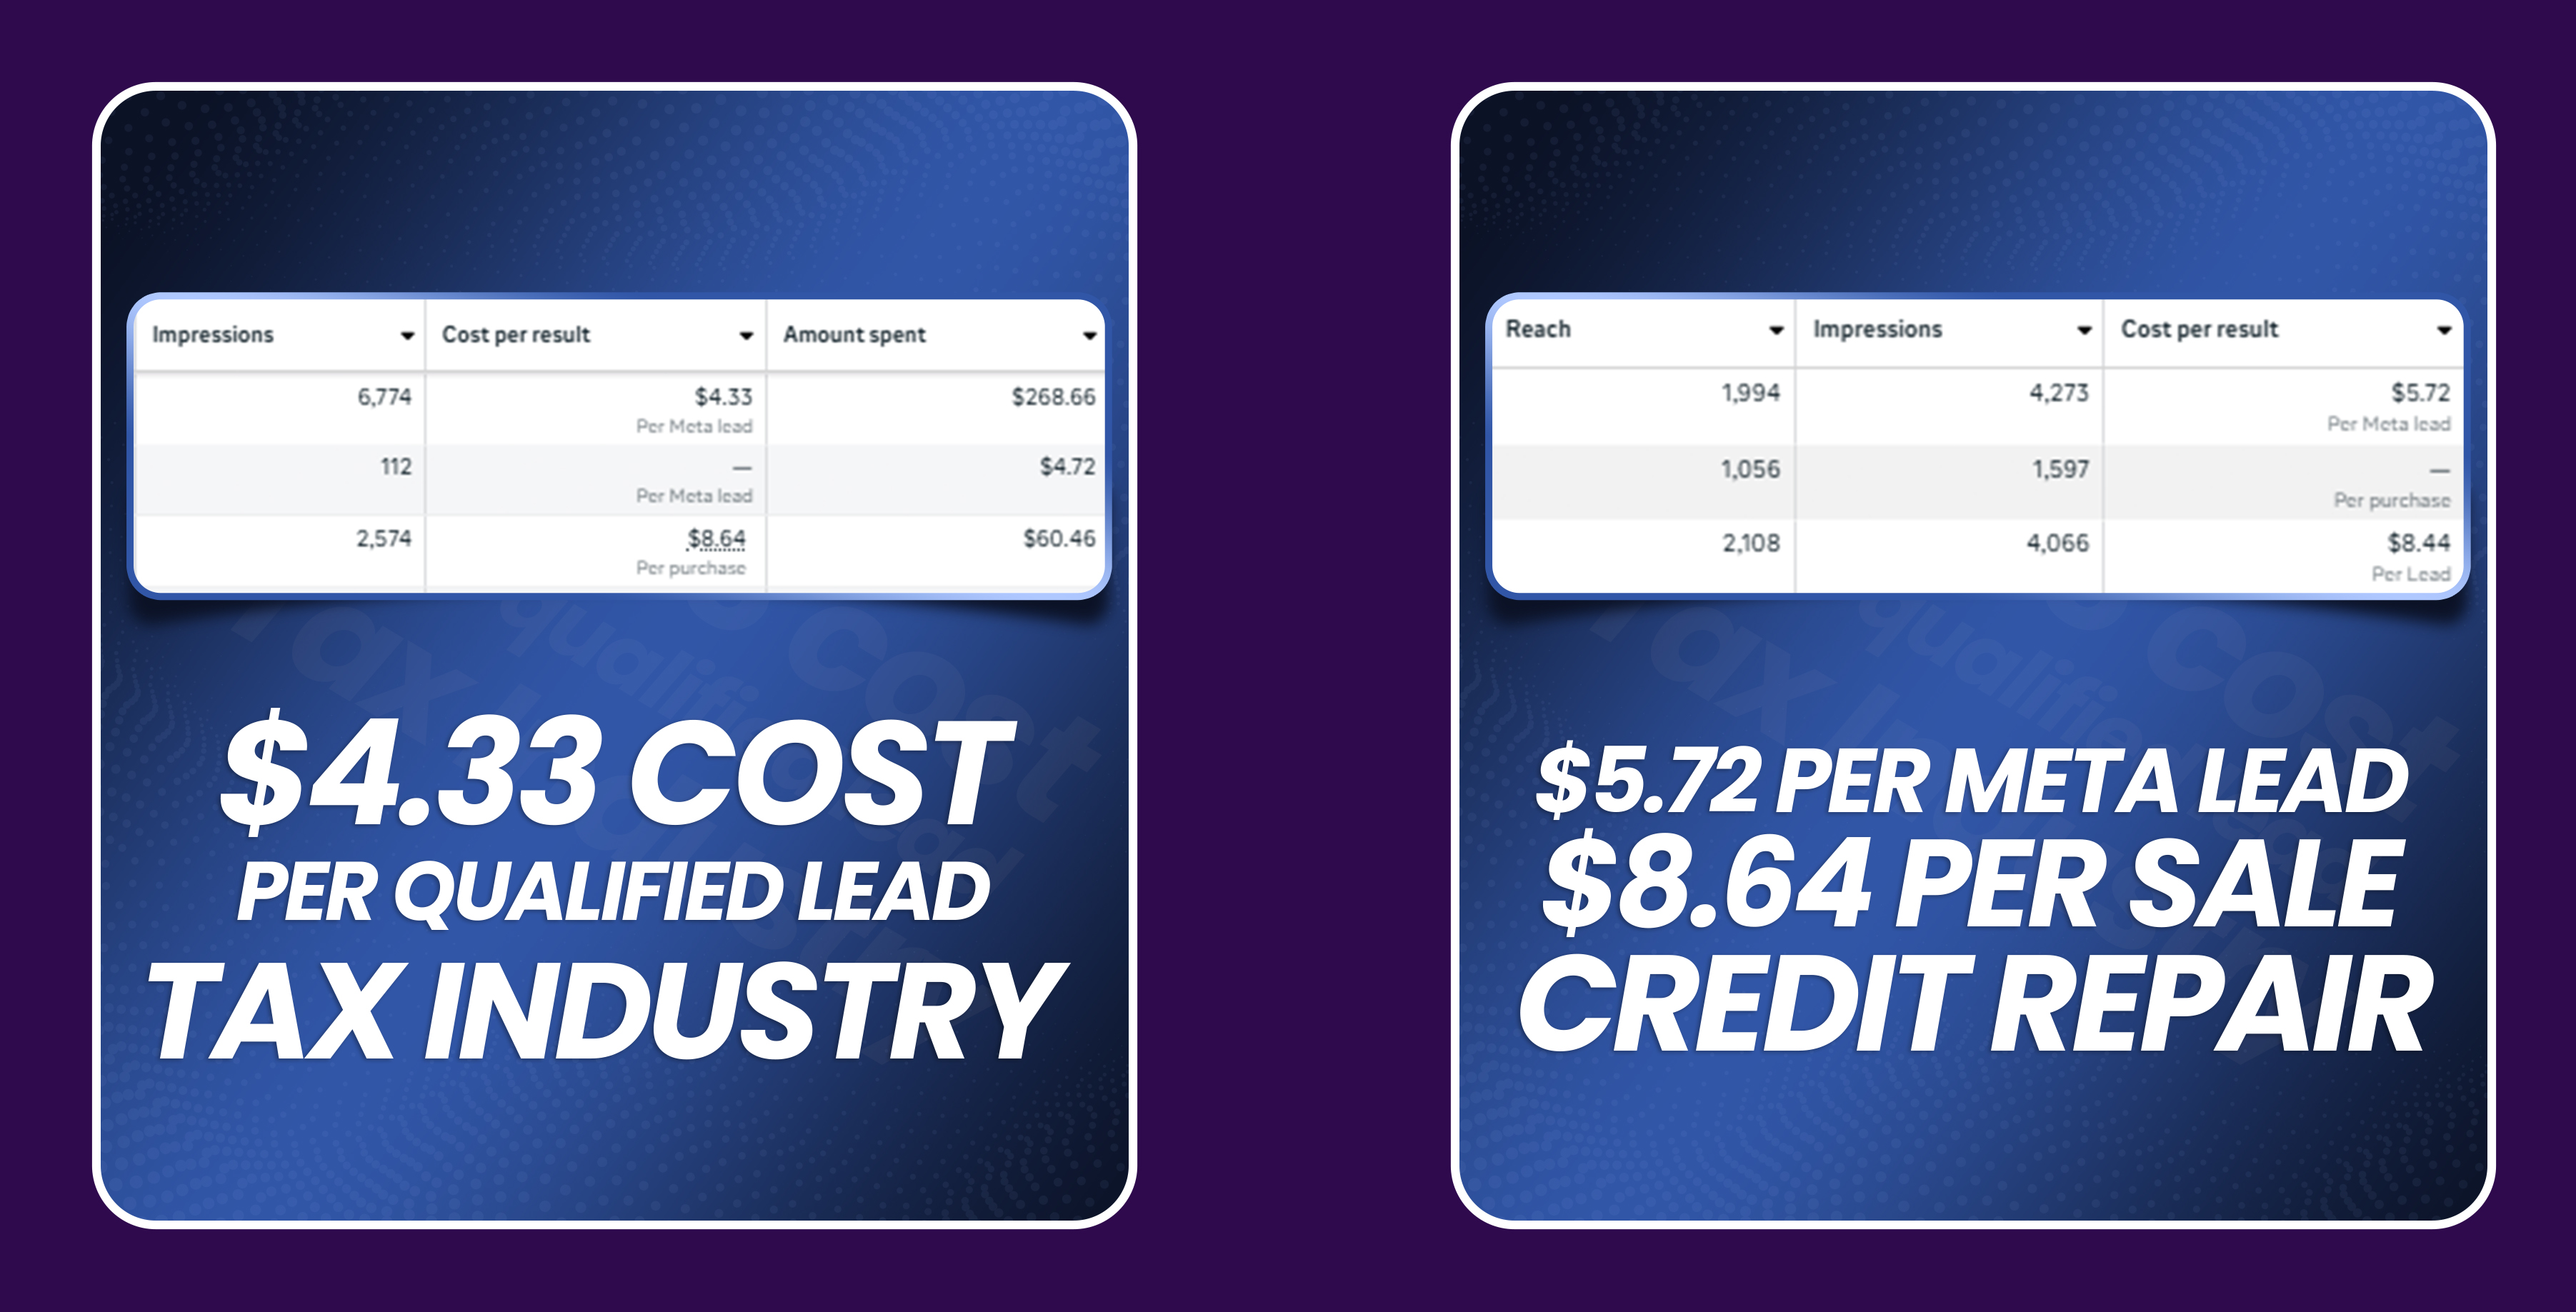 Impressions Cost per result Amount spent
6,774 $4.33 $268.66
Per Meta lead
112 — $4.72
Per Meta lead
2,574 $8.64 $60.46
Per purchase
$4.33 COST
PER QUALIFIED LEAD
TAX INDUSTRY
Reach Impressions Cost per result
1,994 4,273 $5.72
Per Meta lead
1,056 1,597 —
Per purchase
2,108 4,066 $8.44
Per Lead
$5.72 PER META LEAD
$8.64 PER SALE
CREDIT REPAIR